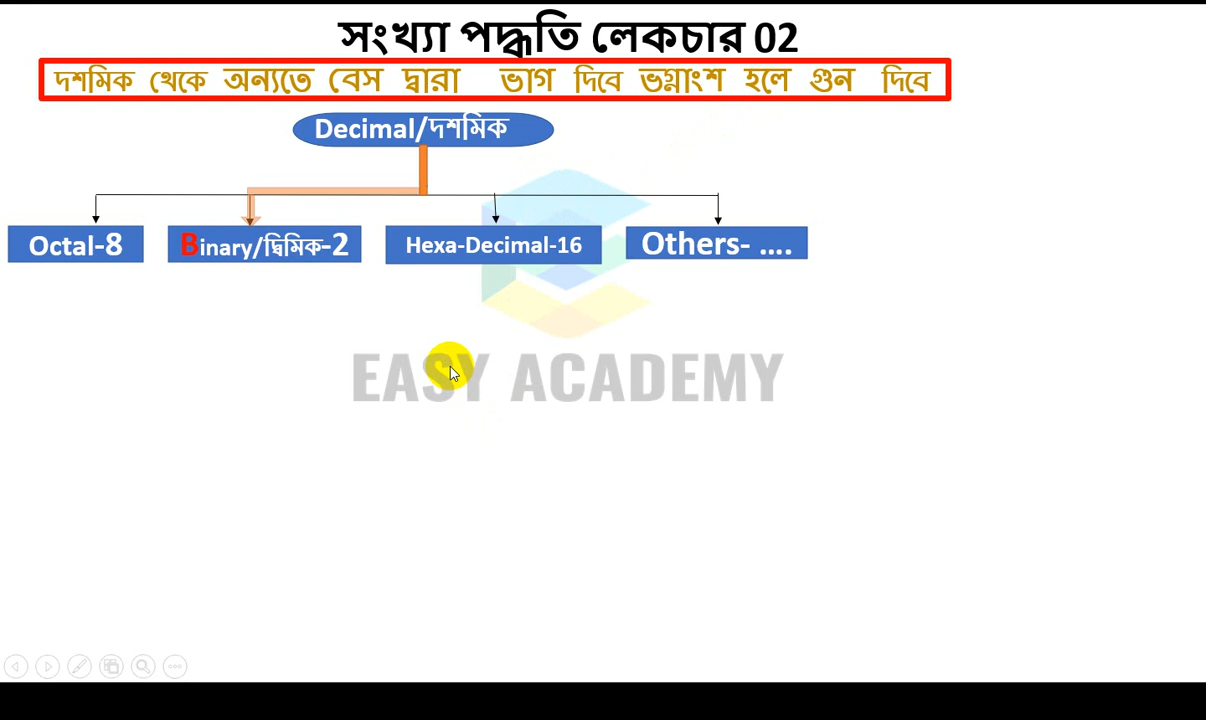 সংখ্যা পদ্ধতি লেকচার 02
দশমিক থেকে অন্যতে বেস দ্বারা ভাগ দিবে ভগ্নাংশ হলে গুন দিবে
Decimal/দশমিক
Octal-8 Binary/দ্বিমিক-2 Hexa-Decimal-16 Others- ....
EASY ACADEMY